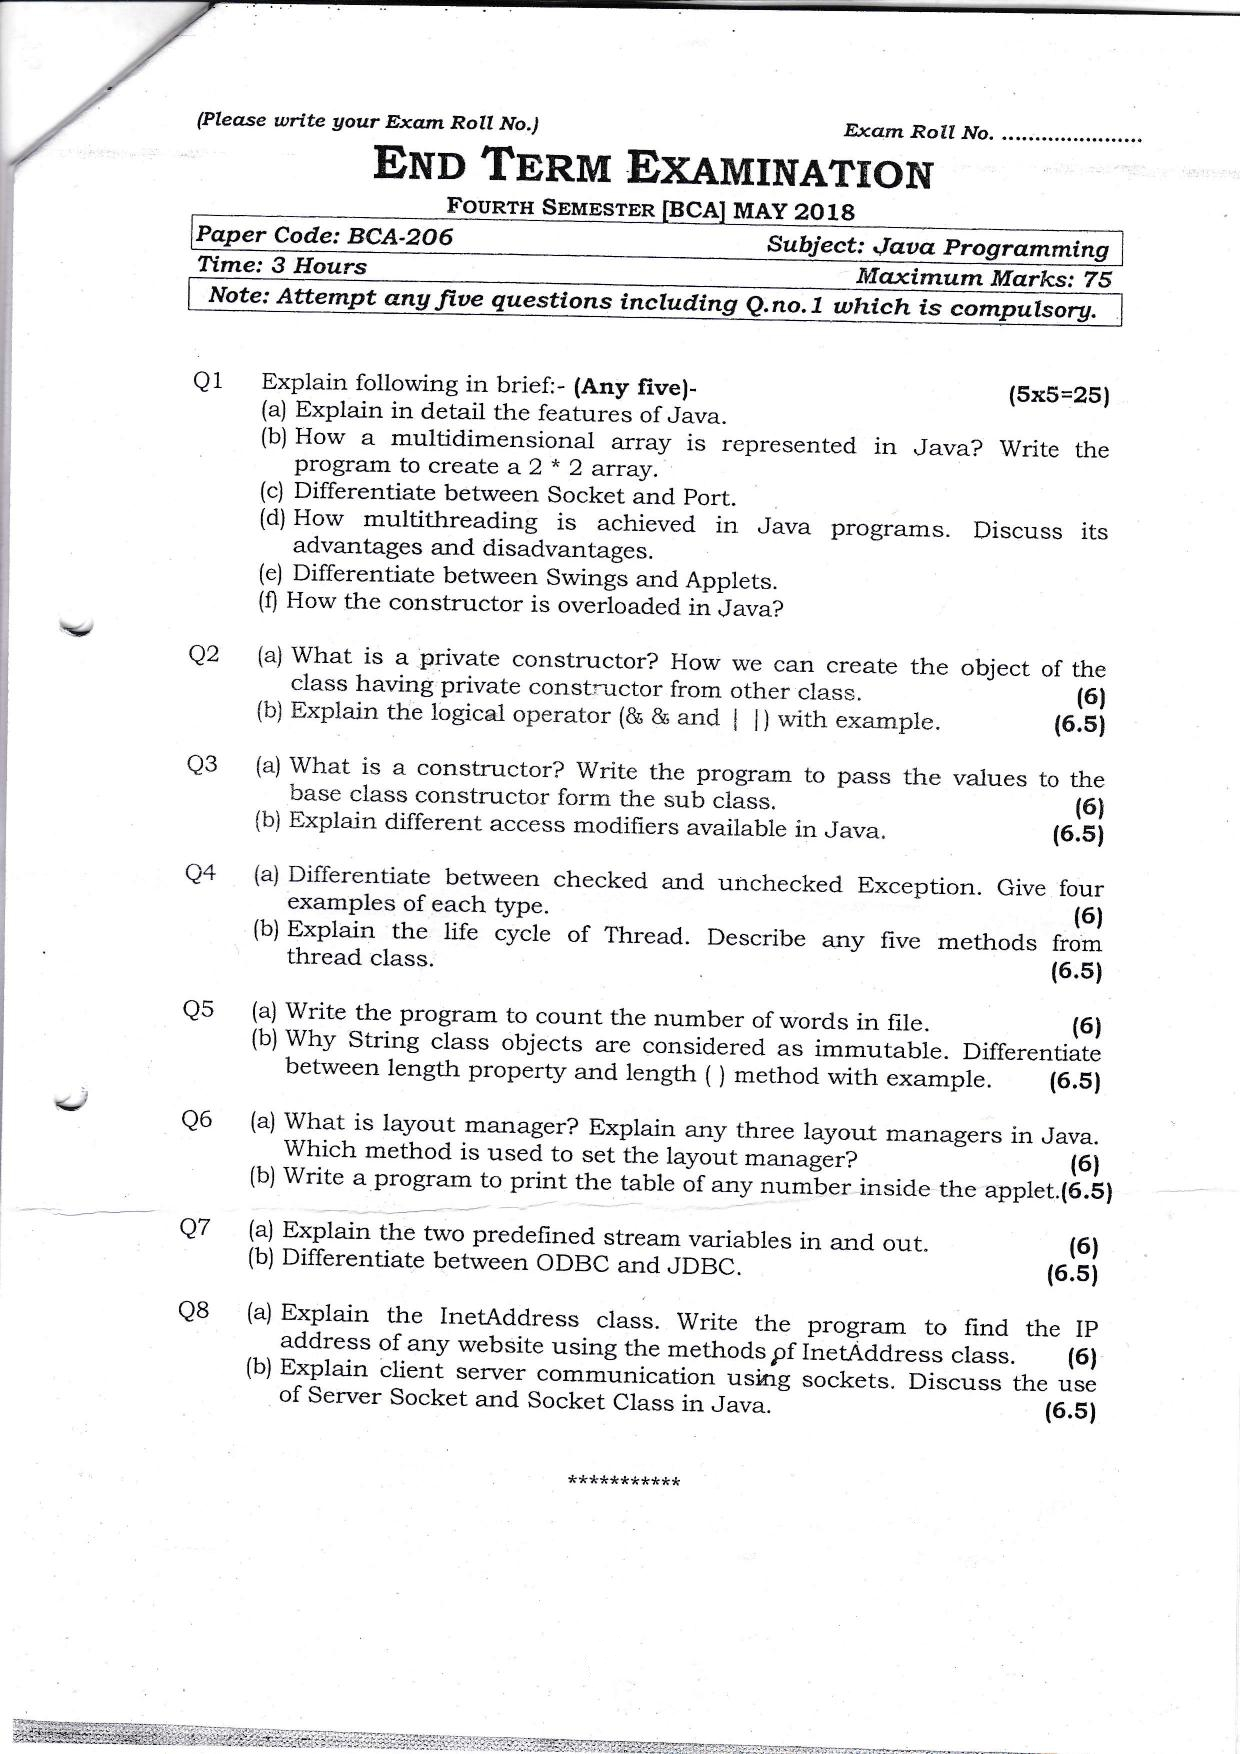 (Please write your Exam Roll No.)
Exam Roll No. .....................
END TERM EXAMINATION
FOURTH SEMESTER [BCA] MAY 2018
Paper Code: BCA-206 Subject: Java Programming
Time: 3 Hours Maximum Marks: 75
Note: Attempt any five questions including Q.no.1 which is compulsory.
Q1 Explain following in brief:- (Any five)- (5x5=25)
(a) Explain in detail the features of Java.
(b) How a multidimensional array is represented in Java? Write the
program to create a 2 * 2 array.
(c) Differentiate between Socket and Port.
(d) How multithreading is achieved in Java programs. Discuss its
advantages and disadvantages.
(e) Differentiate between Swings and Applets.
(f) How the constructor is overloaded in Java?
Q2 (a) What is a private constructor? How we can create the object of the
class having private constructor from other class. (6)
(b) Explain the logical operator (& & and | |) with example. (6.5)
Q3 (a) What is a constructor? Write the program to pass the values to the
base class constructor form the sub class. (6)
(b) Explain different access modifiers available in Java. (6.5)
Q4 (a) Differentiate between checked and unchecked Exception. Give four
examples of each type. (6)
(b) Explain the life cycle of Thread. Describe any five methods from
thread class. (6.5)
Q5 (a) Write the program to count the number of words in file. (6)
(b) Why String class objects are considered as immutable. Differentiate
between length property and length ( ) method with example. (6.5)
Q6 (a) What is layout manager? Explain any three layout managers in Java.
Which method is used to set the layout manager? (6)
(b) Write a program to print the table of any number inside the applet.(6.5)
Q7 (a) Explain the two predefined stream variables in and out. (6)
(b) Differentiate between ODBC and JDBC. (6.5)
Q8 (a) Explain the InetAddress class. Write the program to find the IP
address of any website using the methods of InetAddress class. (6)
(b) Explain client server communication using sockets. Discuss the use
of Server Socket and Socket Class in Java. (6.5)
***********